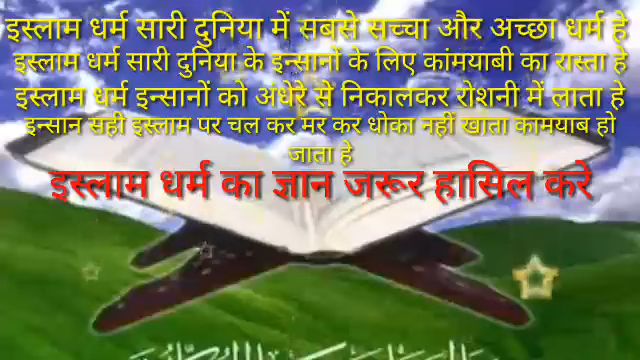 इस्लाम धर्म सारी दुनिया में सबसे सच्चा और अच्छा धर्म हे
इस्लाम धर्म सारी दुनिया के इन्सानों के लिए कांमयाबी का रास्ता हे
इस्लाम धर्म इन्सानों को अंधेरे से निकालकर रोशनी में लाता हे
इन्सान सही इस्लाम पर चल कर मर कर धोका नहीं खाता कामयाब हो
जाता हे
इस्लाम धर्म का ज्ञान जरूर हासिल करे